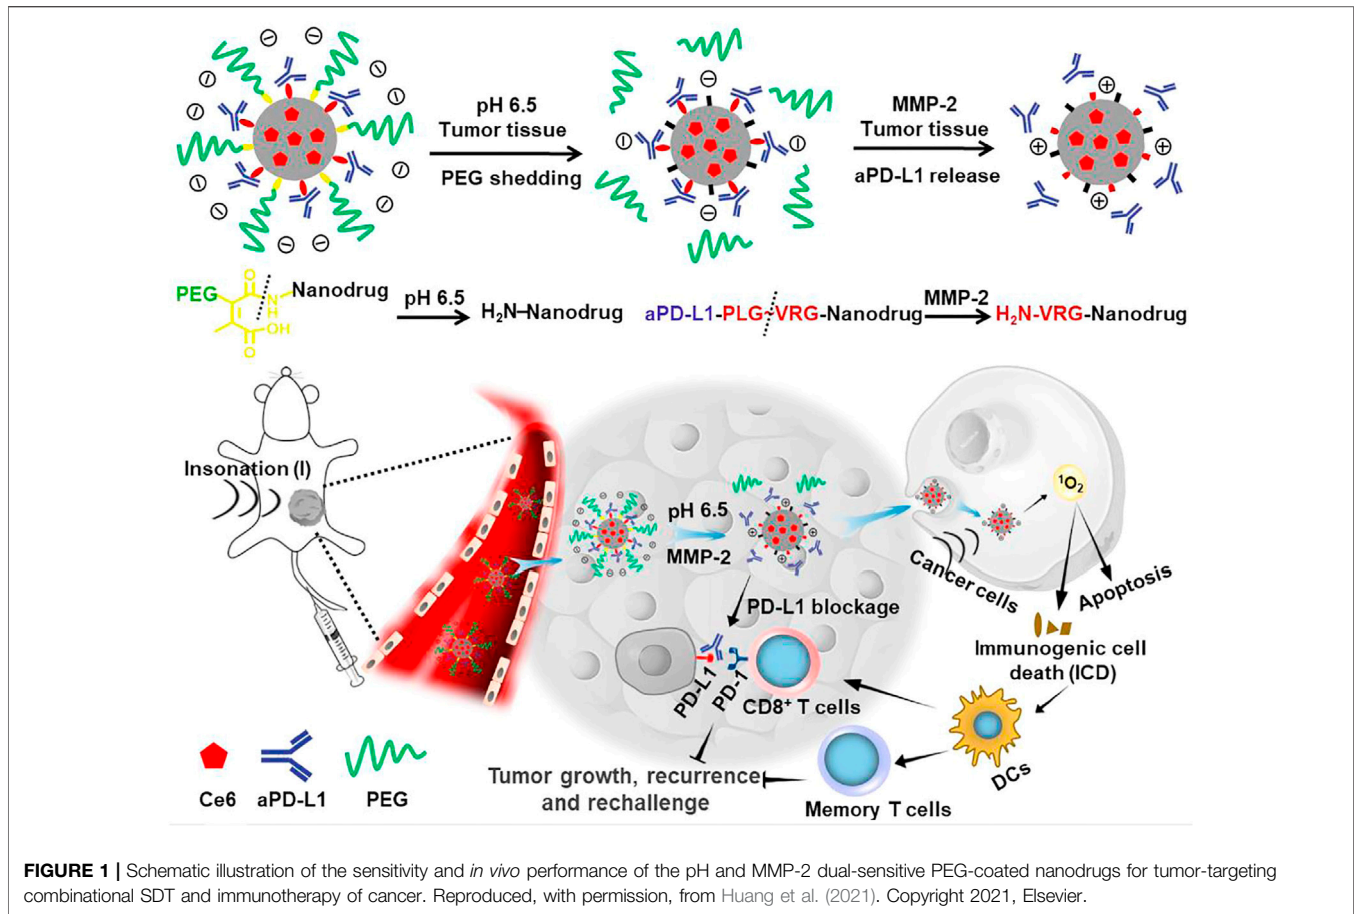 pH 6.5
Tumor tissue
PEG shedding
MMP-2
Tumor tissue
aPD-L1 release
PEG
O
N
H
OH
O
Nanodrug
pH 6.5
H₂N-Nanodrug
aPD-L1-PLG~VRG-Nanodrug
MMP-2
H₂N-VRG-Nanodrug
Insonation (I)
pH 6.5
MMP-2
¹O₂
Cancer cells
Apoptosis
PD-L1 blockage
Immunogenic cell
death (ICD)
PD-L1
PD-1
CD8⁺ T cells
DCs
Tumor growth, recurrence
and rechallenge
Memory T cells
Ce6
aPD-L1
PEG
FIGURE 1 | Schematic illustration of the sensitivity and in vivo performance of the pH and MMP-2 dual-sensitive PEG-coated nanodrugs for tumor-targeting
combinational SDT and immunotherapy of cancer. Reproduced, with permission, from Huang et al. (2021). Copyright 2021, Elsevier.